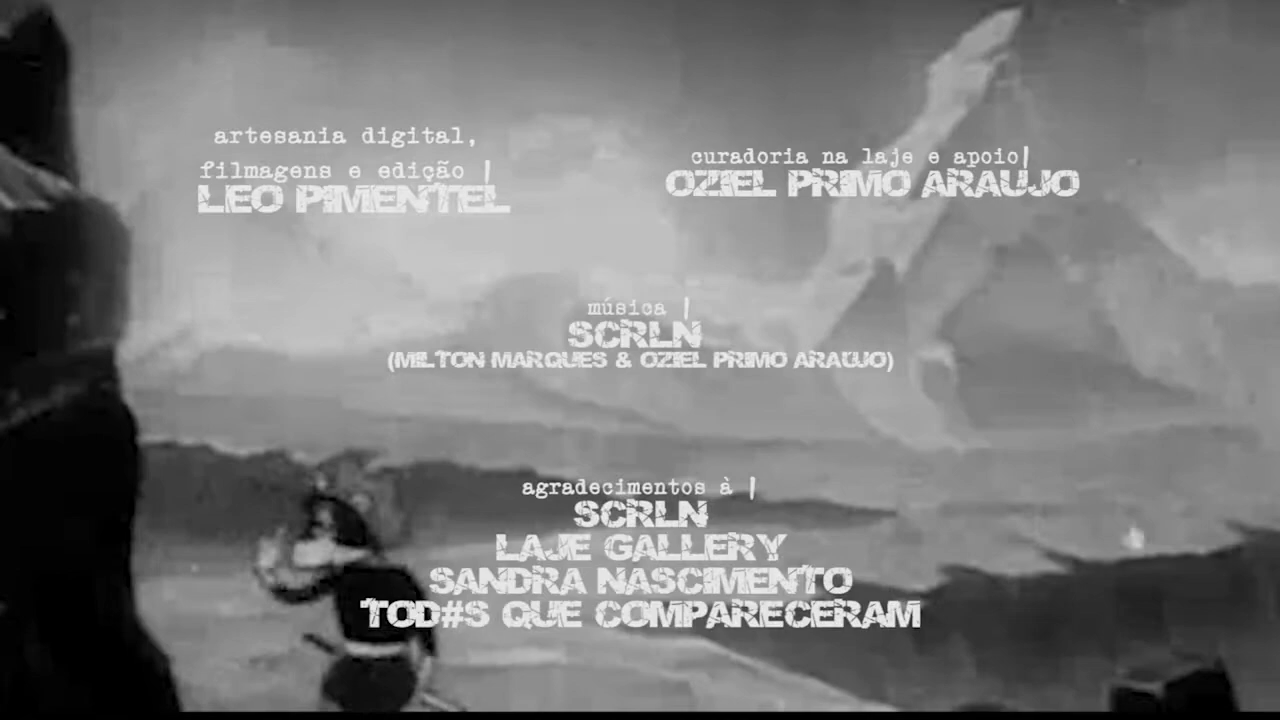 artesania digital,
filmagens e edição |
LEO PIMENTEL
curadoria na laje e apoio|
OZIEL PRIMO ARAUJO
música |
SCRLN
(MILTON MARQUES & OZIEL PRIMO ARAÚJO)
agradecimentos à |
SCRLN
LAJE GALLERY
SANDRA NASCIMENTO
TOD#S QUE COMPARECERAM